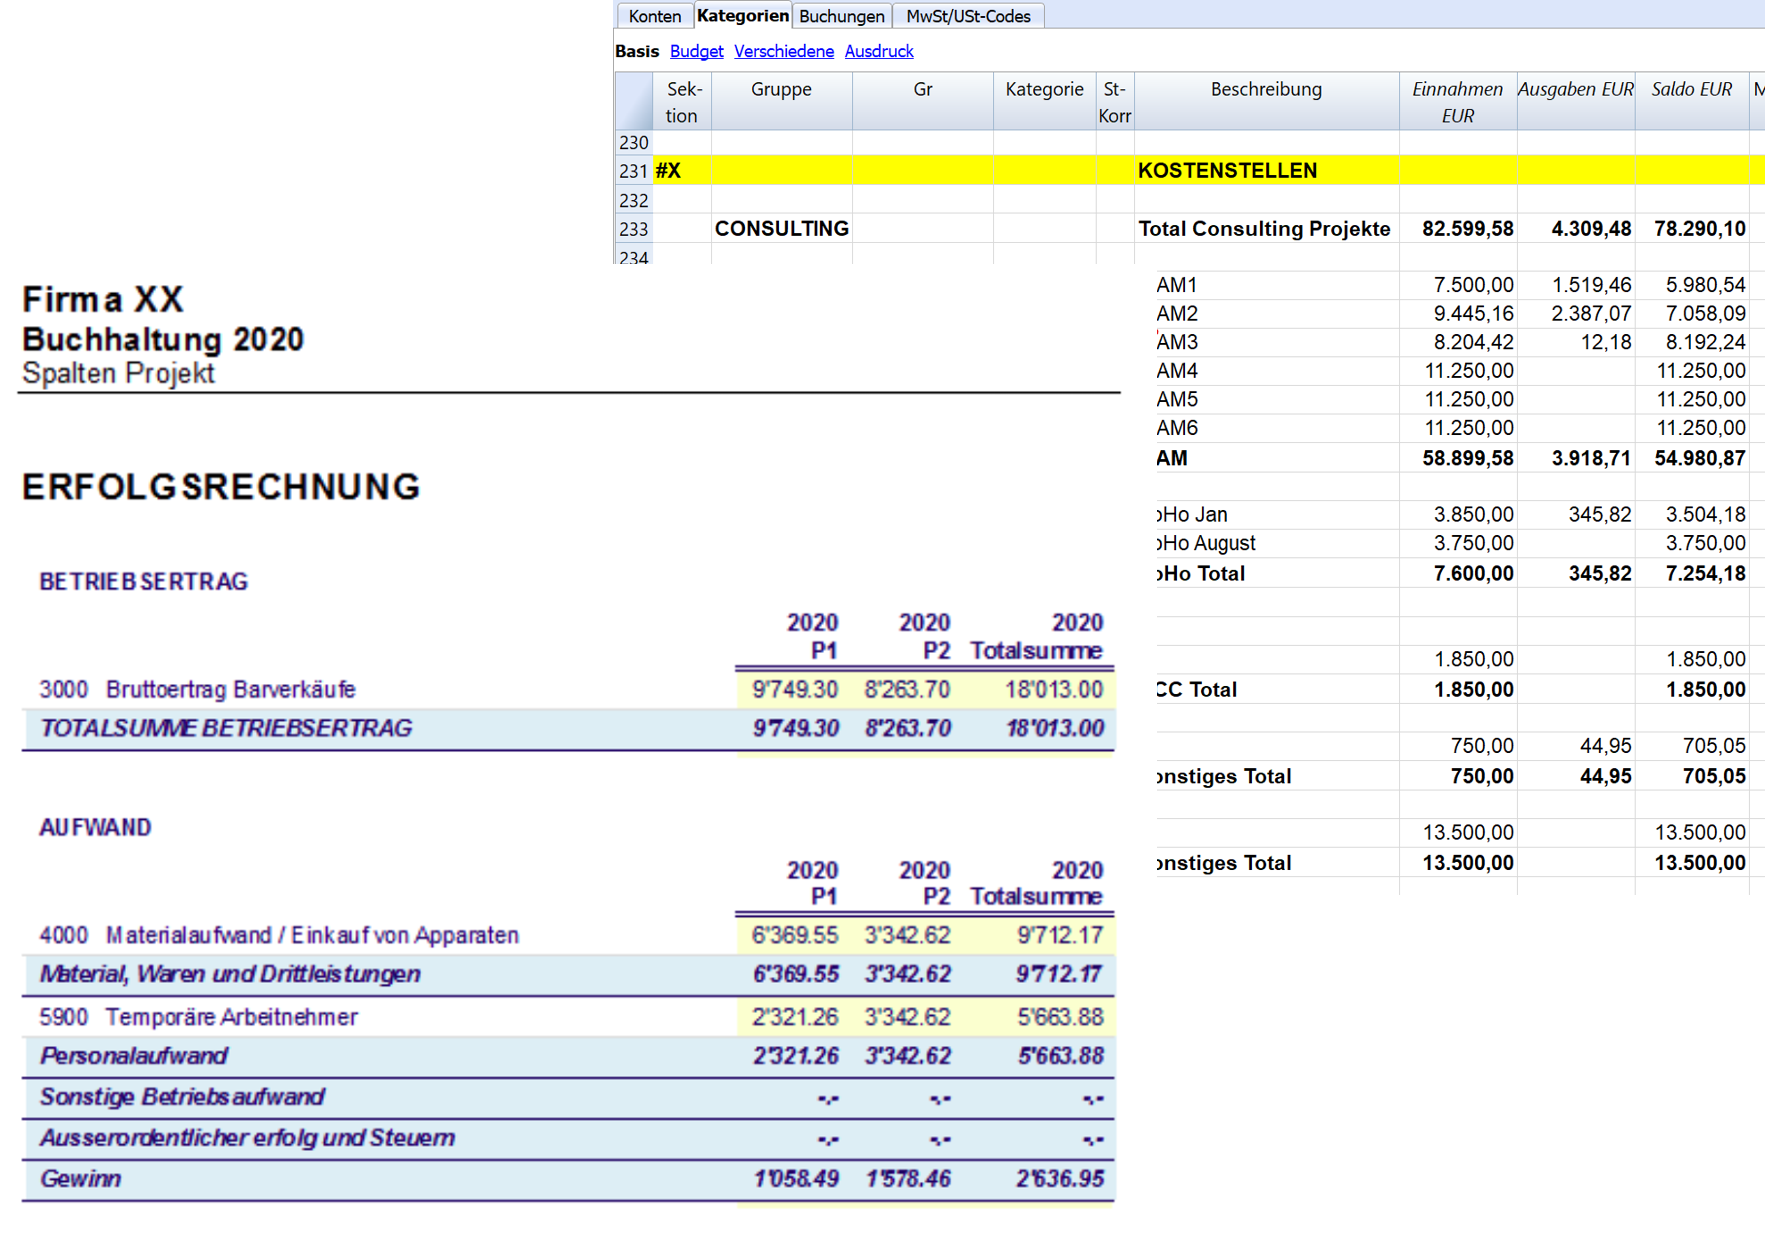 Konten Kategorien Buchungen MwSt/USt-Codes
Basis Budget Verschiedene Ausdruck
Sek-tion Gruppe Gr Kategorie St-Korr Beschreibung Einnahmen EUR Ausgaben EUR Saldo EUR M
230
231 #X KOSTENSTELLEN
232
233 CONSULTING Total Consulting Projekte 82.599,58 4.309,48 78.290,10
234
AM1 7.500,00 1.519,46 5.980,54
AM2 9.445,16 2.387,07 7.058,09
AM3 8.204,42 12,18 8.192,24
AM4 11.250,00 11.250,00
AM5 11.250,00 11.250,00
AM6 11.250,00 11.250,00
AM 58.899,58 3.918,71 54.980,87
oHo Jan 3.850,00 345,82 3.504,18
oHo August 3.750,00 3.750,00
oHo Total 7.600,00 345,82 7.254,18
1.850,00 1.850,00
CC Total 1.850,00 1.850,00
750,00 44,95 705,05
onstiges Total 750,00 44,95 705,05
13.500,00 13.500,00
onstiges Total 13.500,00 13.500,00
Firma XX
Buchhaltung 2020
Spalten Projekt
ERFOLGSRECHNUNG
BETRIEBSERTRAG
2020 2020 2020
P1 P2 Totalsumme
3000 Bruttoertrag Barverkäufe 9'749.30 8'263.70 18'013.00
TOTALSUMME BETRIEBSERTRAG 9'749.30 8'263.70 18'013.00
AUFWAND
2020 2020 2020
P1 P2 Totalsumme
4000 Materialaufwand / Einkauf von Apparaten 6'369.55 3'342.62 9'712.17
Material, Waren und Drittleistungen 6'369.55 3'342.62 9'712.17
5900 Temporäre Arbeitnehmer 2'321.26 3'342.62 5'663.88
Personalaufwand 2'321.26 3'342.62 5'663.88
Sonstige Betriebsaufwand -.- -.- -.-
Ausserordentlicher erfolg und Steuern -.- -.- -.-
Gewinn 1'058.49 1'578.46 2'636.95